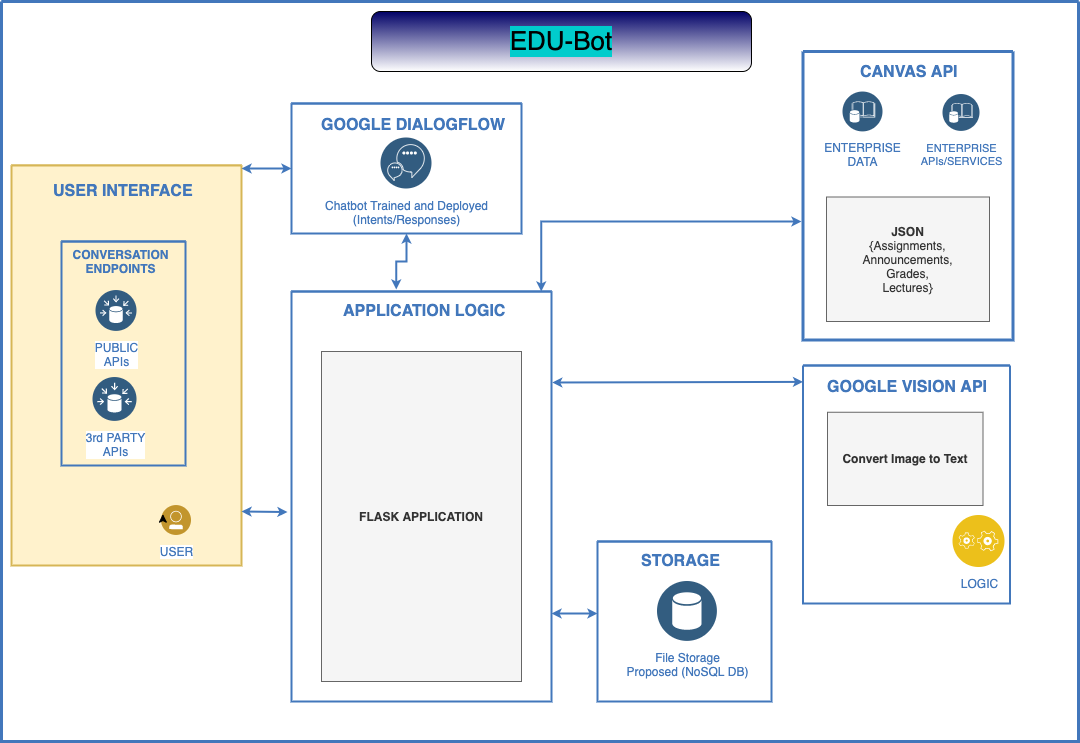 EDU-Bot
USER INTERFACE
CONVERSATION
ENDPOINTS
PUBLIC
APIs
3rd PARTY
APIs
USER
GOOGLE DIALOGFLOW
Chatbot Trained and Deployed
(Intents/Responses)
APPLICATION LOGIC
FLASK APPLICATION
STORAGE
File Storage
Proposed (NoSQL DB)
CANVAS API
ENTERPRISE
DATA
ENTERPRISE
APIs/SERVICES
JSON
{Assignments,
Announcements,
Grades,
Lectures}
GOOGLE VISION API
Convert Image to Text
LOGIC